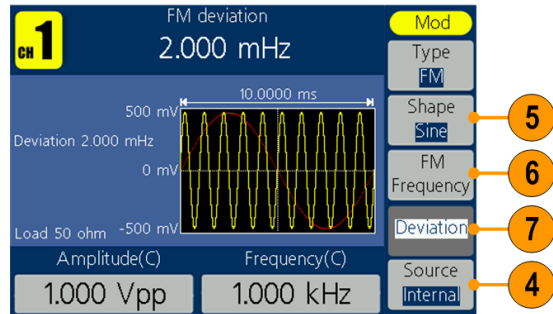 CH 1
FM deviation
2.000 mHz
Mod
Type
FM
Shape
Sine
5
FM
Frequency
6
Deviation
7
Source
Internal
4
10.0000 ms
500 mV
Deviation 2.000 mHz
0 mV
Load 50 ohm
-500 mV
Amplitude(C)
1.000 Vpp
Frequency(C)
1.000 kHz